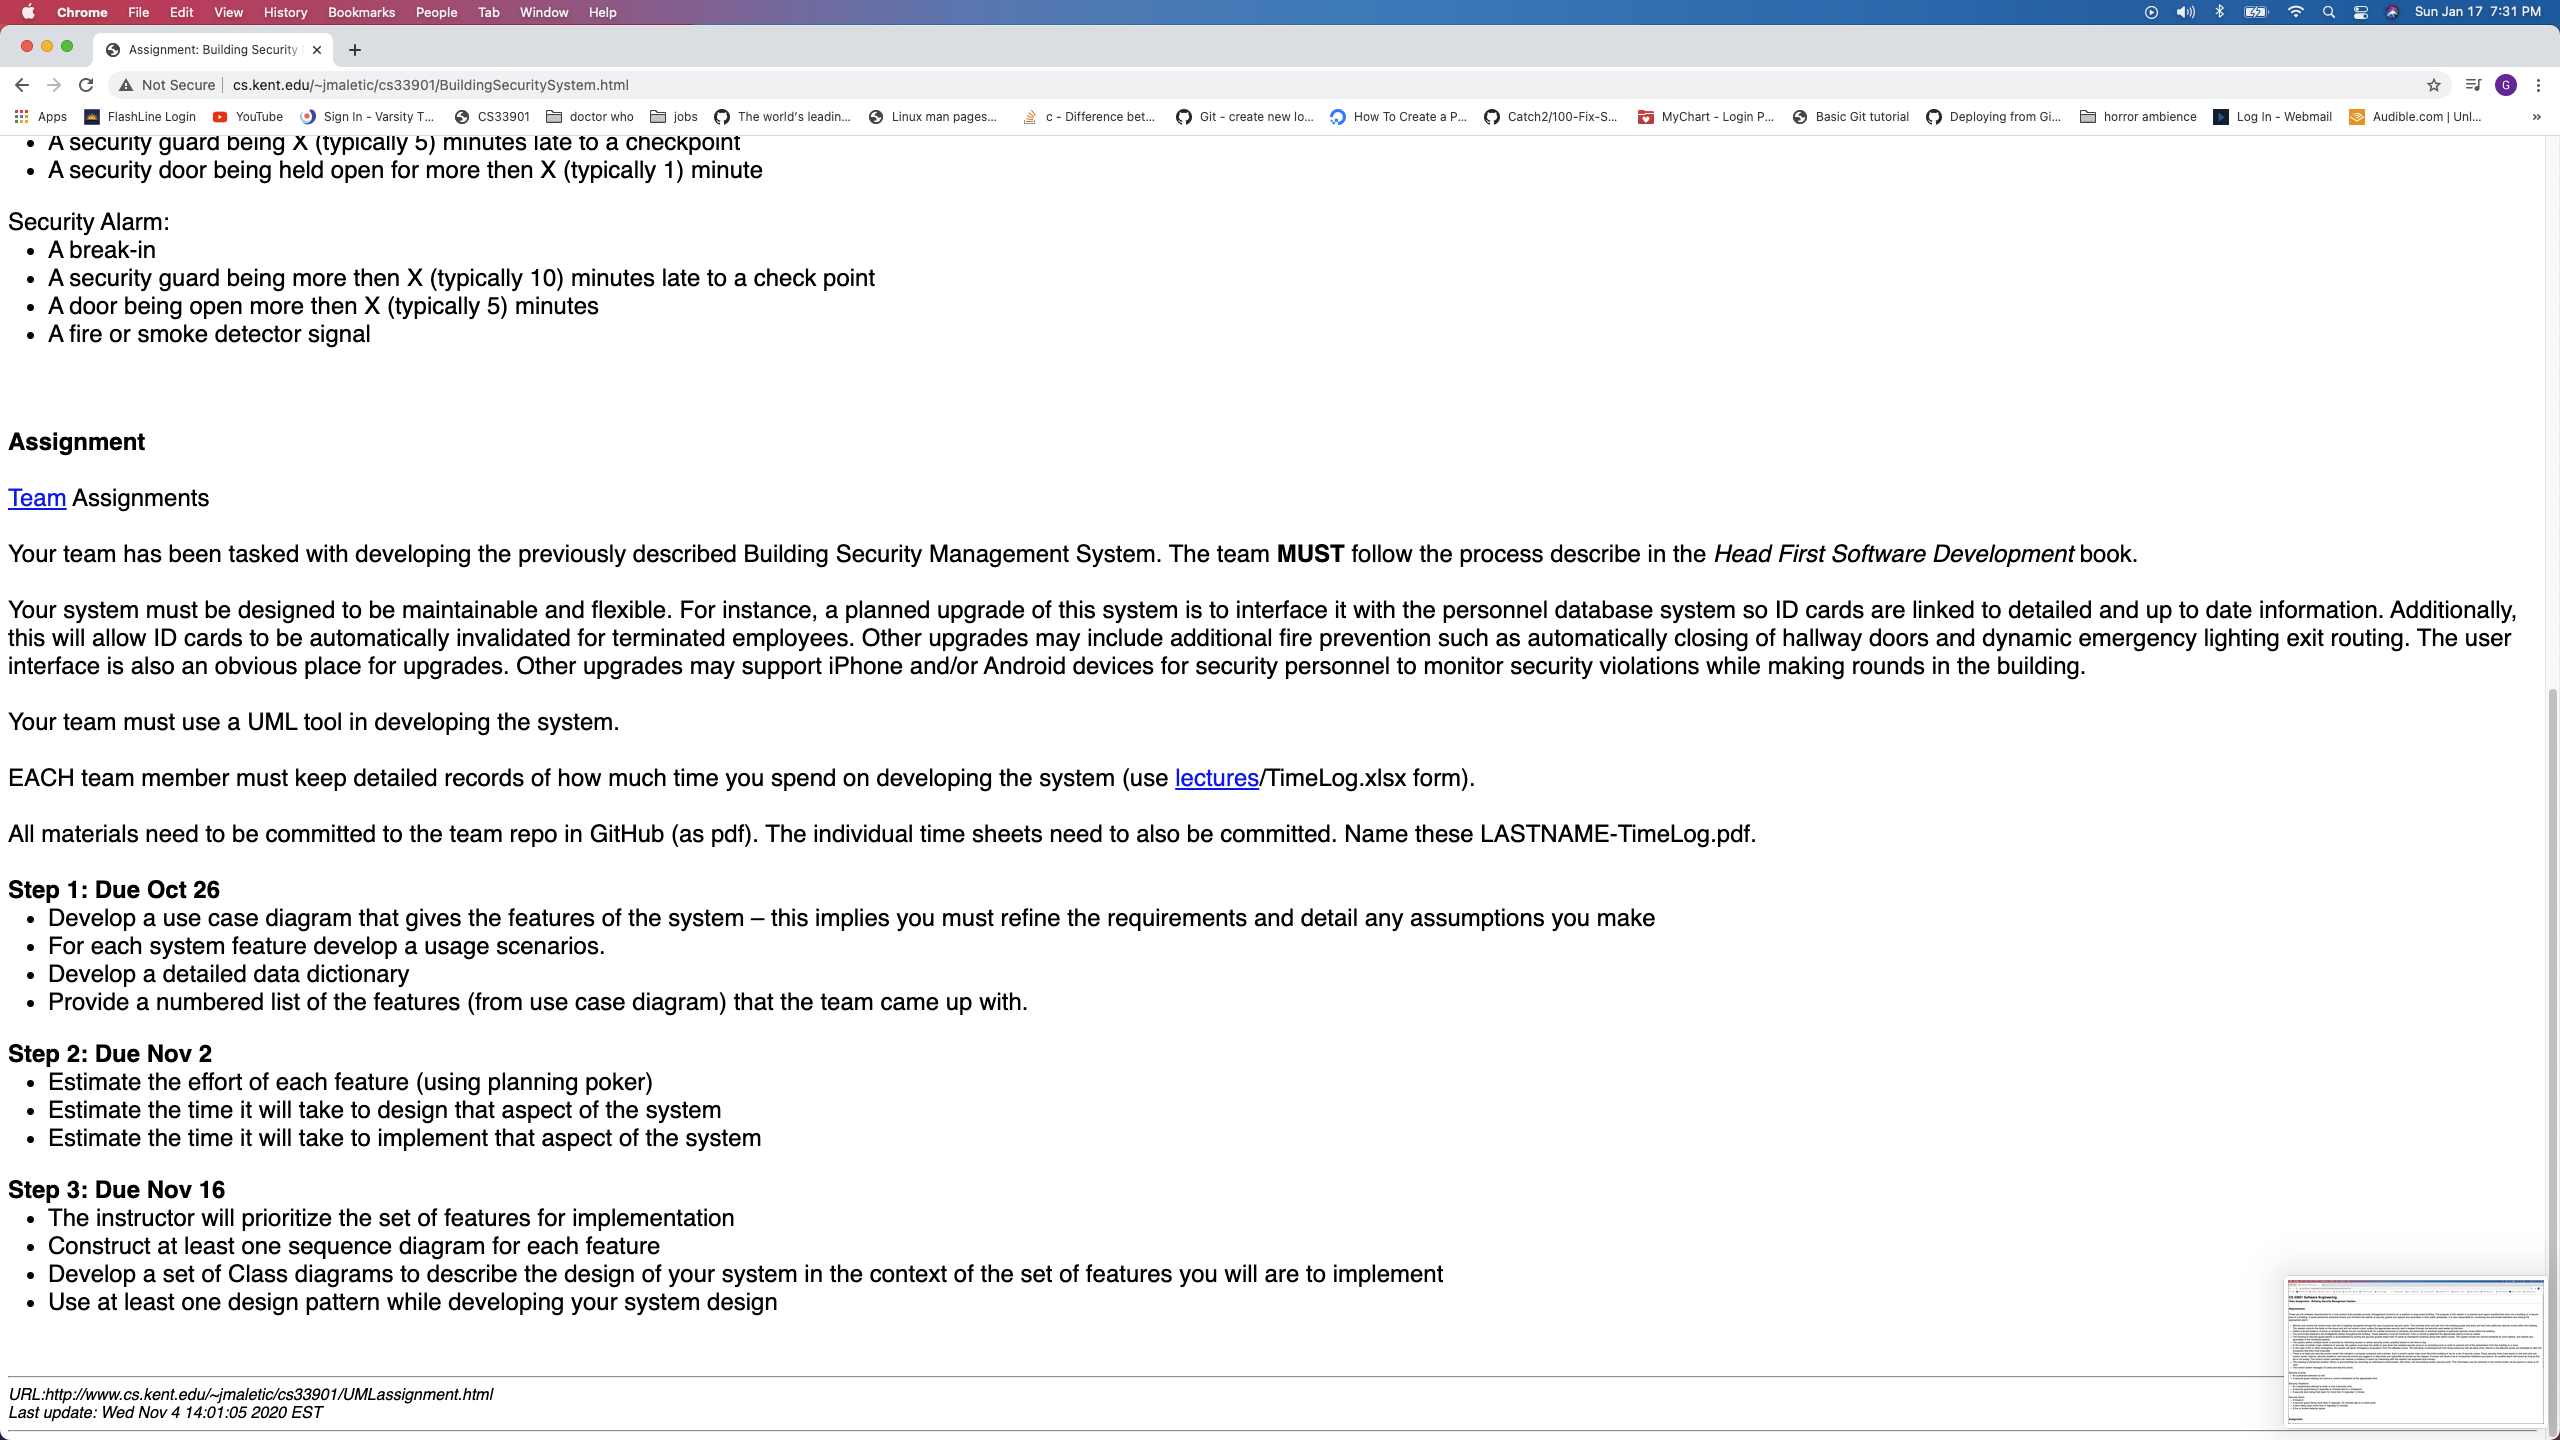 Chrome File Edit View History Bookmarks People Tab Window Help Sun Jan 17 7:31 PM
Assignment: Building Security
Not Secure cs.kent.edu/~jmaletic/cs33901/BuildingSecuritySystem.html G
Apps FlashLine Login YouTube Sign In - Varsity T... CS33901 doctor who jobs The world's leadin... Linux man pages... c - Difference bet... Git - create new lo... How To Create a P... Catch2/100-Fix-S... MyChart - Login P... Basic Git tutorial Deploying from Gi... horror ambience Log In - Webmail Audible.com | Unl... »
• A security guard being X (typically 5) minutes late to a checkpoint
• A security door being held open for more then X (typically 1) minute
Security Alarm:
• A break-in
• A security guard being more then X (typically 10) minutes late to a check point
• A door being open more then X (typically 5) minutes
• A fire or smoke detector signal
Assignment
Team Assignments
Your team has been tasked with developing the previously described Building Security Management System. The team MUST follow the process describe in the Head First Software Development book.
Your system must be designed to be maintainable and flexible. For instance, a planned upgrade of this system is to interface it with the personnel database system so ID cards are linked to detailed and up to date information. Additionally,
this will allow ID cards to be automatically invalidated for terminated employees. Other upgrades may include additional fire prevention such as automatically closing of hallway doors and dynamic emergency lighting exit routing. The user
interface is also an obvious place for upgrades. Other upgrades may support iPhone and/or Android devices for security personnel to monitor security violations while making rounds in the building.
Your team must use a UML tool in developing the system.
EACH team member must keep detailed records of how much time you spend on developing the system (use lectures/TimeLog.xlsx form).
All materials need to be committed to the team repo in GitHub (as pdf). The individual time sheets need to also be committed. Name these LASTNAME-TimeLog.pdf.
Step 1: Due Oct 26
• Develop a use case diagram that gives the features of the system – this implies you must refine the requirements and detail any assumptions you make
• For each system feature develop a usage scenarios.
• Develop a detailed data dictionary
• Provide a numbered list of the features (from use case diagram) that the team came up with.
Step 2: Due Nov 2
• Estimate the effort of each feature (using planning poker)
• Estimate the time it will take to design that aspect of the system
• Estimate the time it will take to implement that aspect of the system
Step 3: Due Nov 16
• The instructor will prioritize the set of features for implementation
• Construct at least one sequence diagram for each feature
• Develop a set of Class diagrams to describe the design of your system in the context of the set of features you will are to implement
• Use at least one design pattern while developing your system design
URL:http://www.cs.kent.edu/~jmaletic/cs33901/UMLassignment.html
Last update: Wed Nov 4 14:01:05 2020 EST